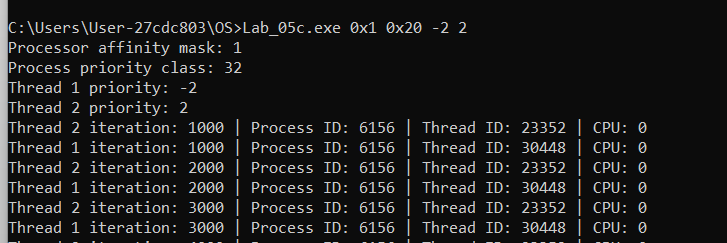 C:\Users\User-27cdc803\OS>Lab_05c.exe 0x1 0x20 -2 2
Processor affinity mask: 1
Process priority class: 32
Thread 1 priority: -2
Thread 2 priority: 2
Thread 2 iteration: 1000 | Process ID: 6156 | Thread ID: 23352 | CPU: 0
Thread 1 iteration: 1000 | Process ID: 6156 | Thread ID: 30448 | CPU: 0
Thread 2 iteration: 2000 | Process ID: 6156 | Thread ID: 23352 | CPU: 0
Thread 1 iteration: 2000 | Process ID: 6156 | Thread ID: 30448 | CPU: 0
Thread 2 iteration: 3000 | Process ID: 6156 | Thread ID: 23352 | CPU: 0
Thread 1 iteration: 3000 | Process ID: 6156 | Thread ID: 30448 | CPU: 0